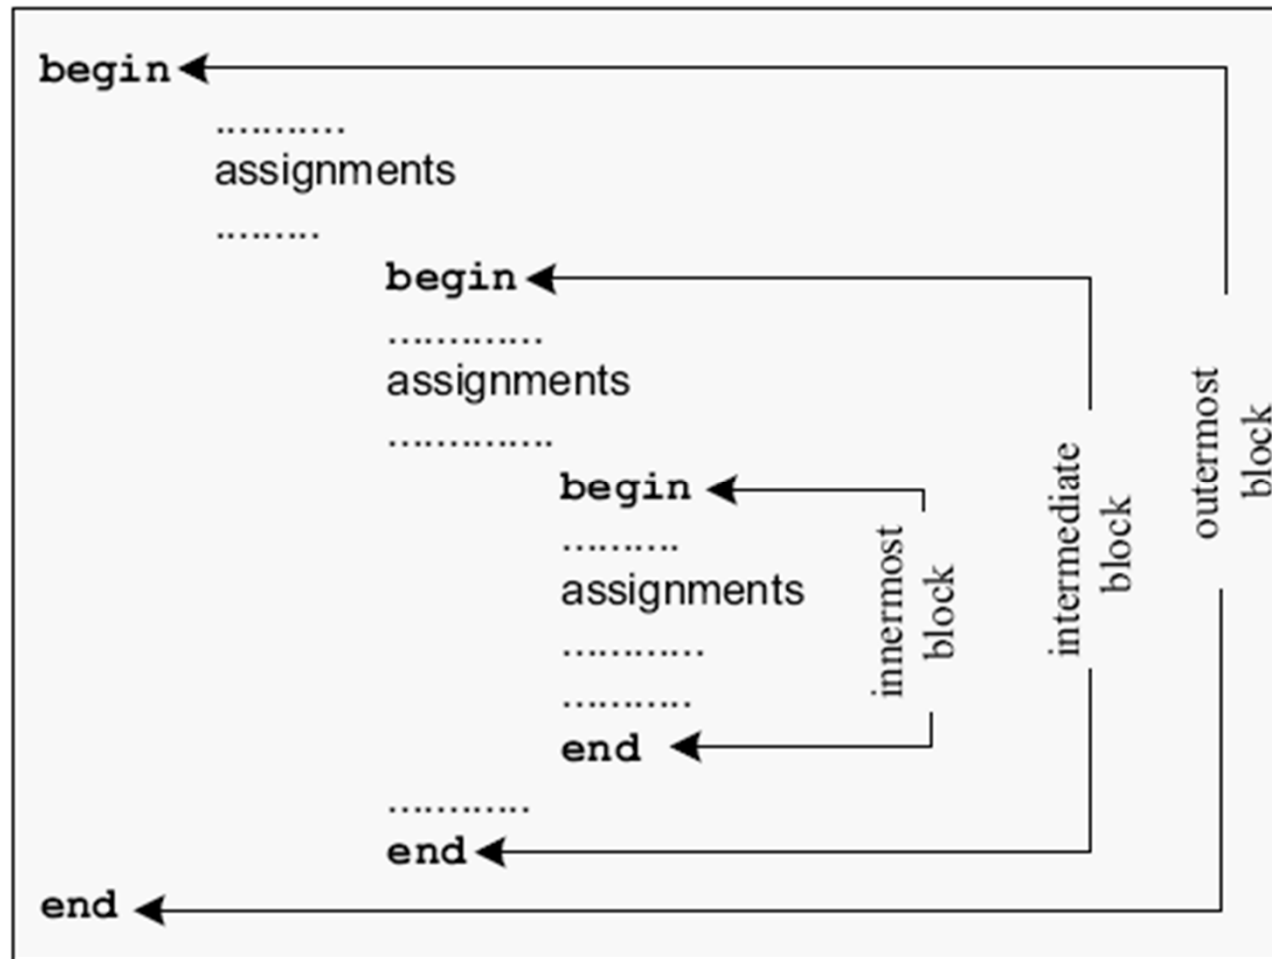 begin
...........
assignments
.........
begin
.............
assignments
..............
begin
..........
assignments
............
...........
end
............
end
end
innermost
block
intermediate
block
outermost
block